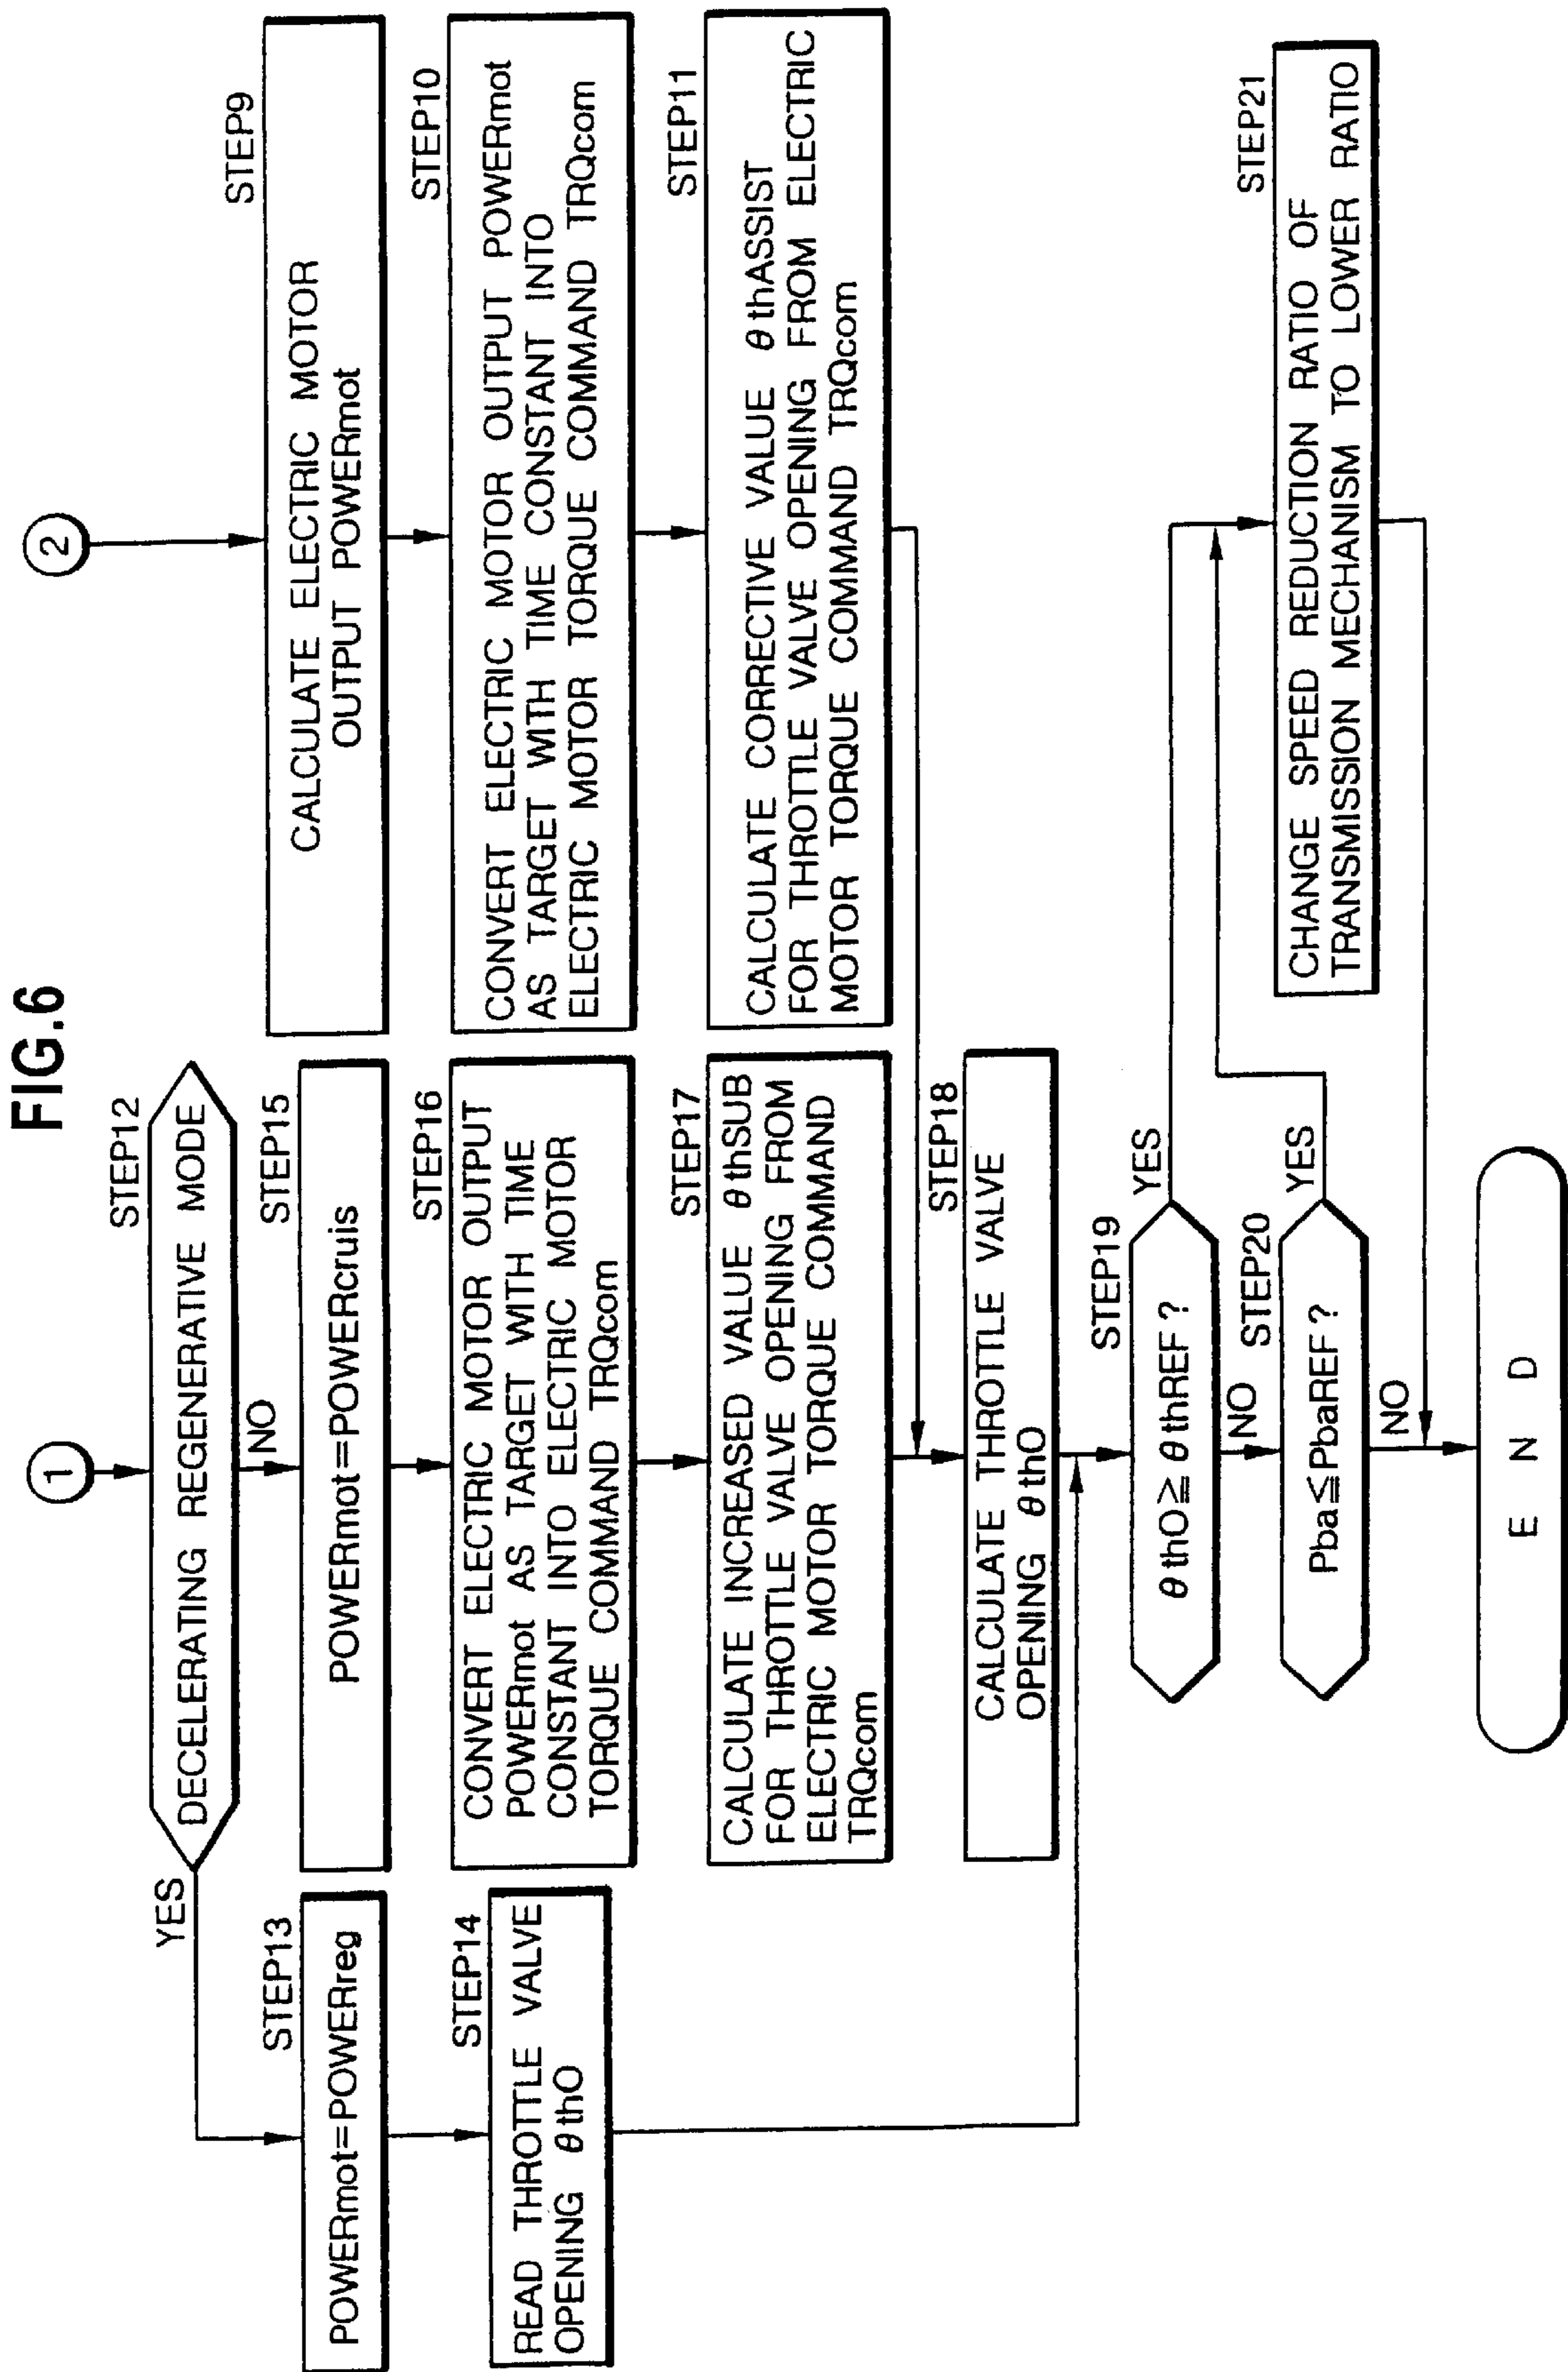 FIG.6
1
STEP12
DECELERATING REGENERATIVE MODE
YES
NO
STEP13
POWERmot=POWERreg
STEP14
READ THROTTLE VALVE
OPENING θthO
STEP15
POWERmot=POWERcruis
STEP16
CONVERT ELECTRIC MOTOR OUTPUT
POWERmot AS TARGET WITH TIME
CONSTANT INTO ELECTRIC MOTOR
TORQUE COMMAND TRQcom
STEP17
CALCULATE INCREASED VALUE θthSUB
FOR THROTTLE VALVE OPENING FROM
ELECTRIC MOTOR TORQUE COMMAND
TRQcom
2
STEP9
CALCULATE ELECTRIC MOTOR
OUTPUT POWERmot
STEP10
CONVERT ELECTRIC MOTOR OUTPUT POWERmot
AS TARGET WITH TIME CONSTANT INTO
ELECTRIC MOTOR TORQUE COMMAND TRQcom
STEP11
CALCULATE CORRECTIVE VALUE θthASSIST
FOR THROTTLE VALVE OPENING FROM ELECTRIC
MOTOR TORQUE COMMAND TRQcom
STEP18
CALCULATE THROTTLE VALVE
OPENING θthO
STEP19
θthO≧θthREF?
YES
NO
STEP20
Pba≦PbaREF?
YES
NO
STEP21
CHANGE SPEED REDUCTION RATIO OF
TRANSMISSION MECHANISM TO LOWER RATIO
END